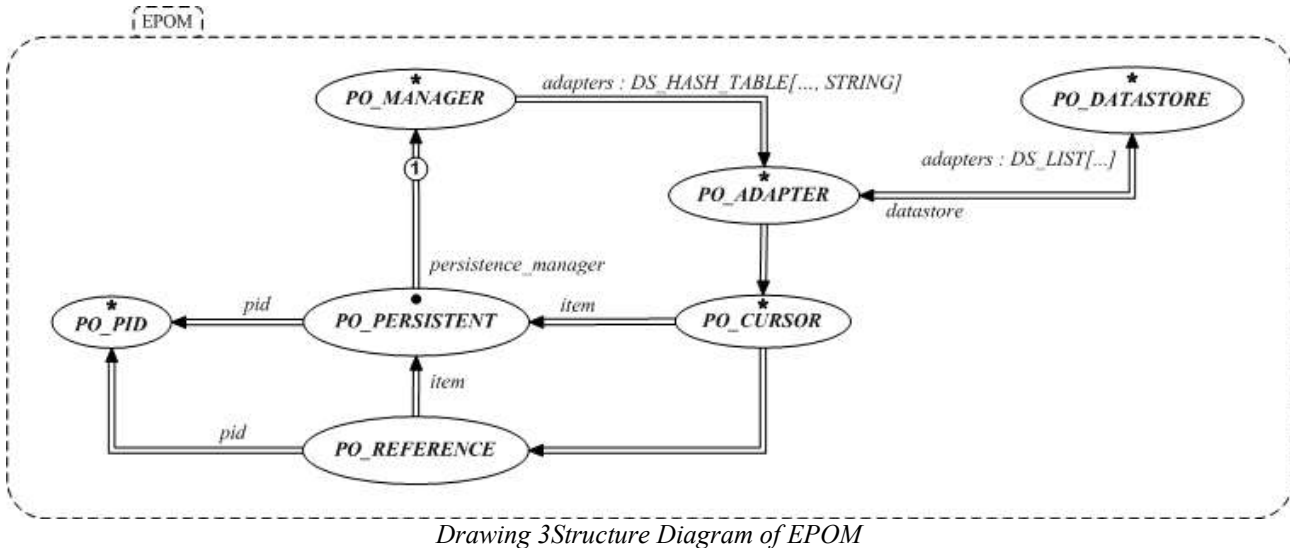 EPOM
*
PO_MANAGER
adapters : DS_HASH_TABLE[..., STRING]
*
PO_DATASTORE
adapters : DS_LIST[...]
1
*
PO_ADAPTER
datastore
persistence_manager
*
PO_PID
pid
PO_PERSISTENT
item
*
PO_CURSOR
item
pid
PO_REFERENCE
Drawing 3Structure Diagram of EPOM